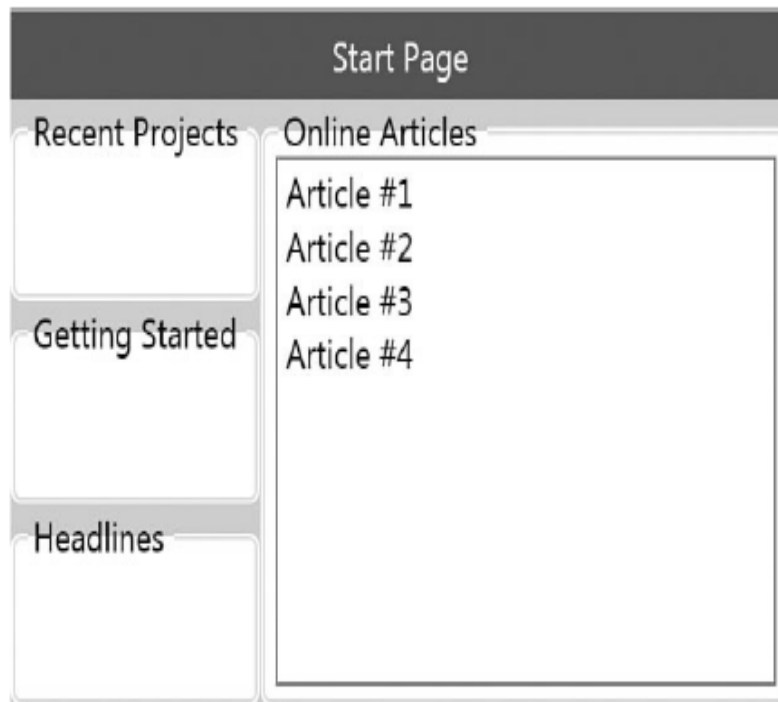 Start Page
Recent Projects
Getting Started
Headlines
Online Articles
Article #1
Article #2
Article #3
Article #4